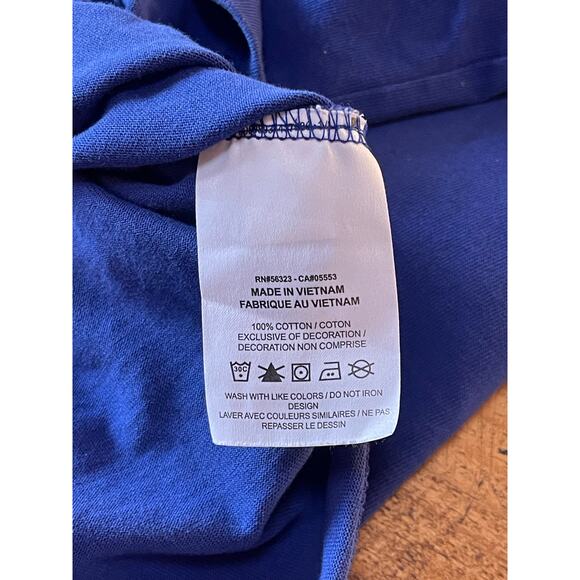 RN#56323 - CA#05553
MADE IN VIETNAM
FABRIQUE AU VIETNAM
100% COTTON / COTON
EXCLUSIVE OF DECORATION /
DECORATION NON COMPRISE
30C
WASH WITH LIKE COLORS / DO NOT IRON
DESIGN
LAVER AVEC COULEURS SIMILAIRES / NE PAS
REPASSER LE DESSIN